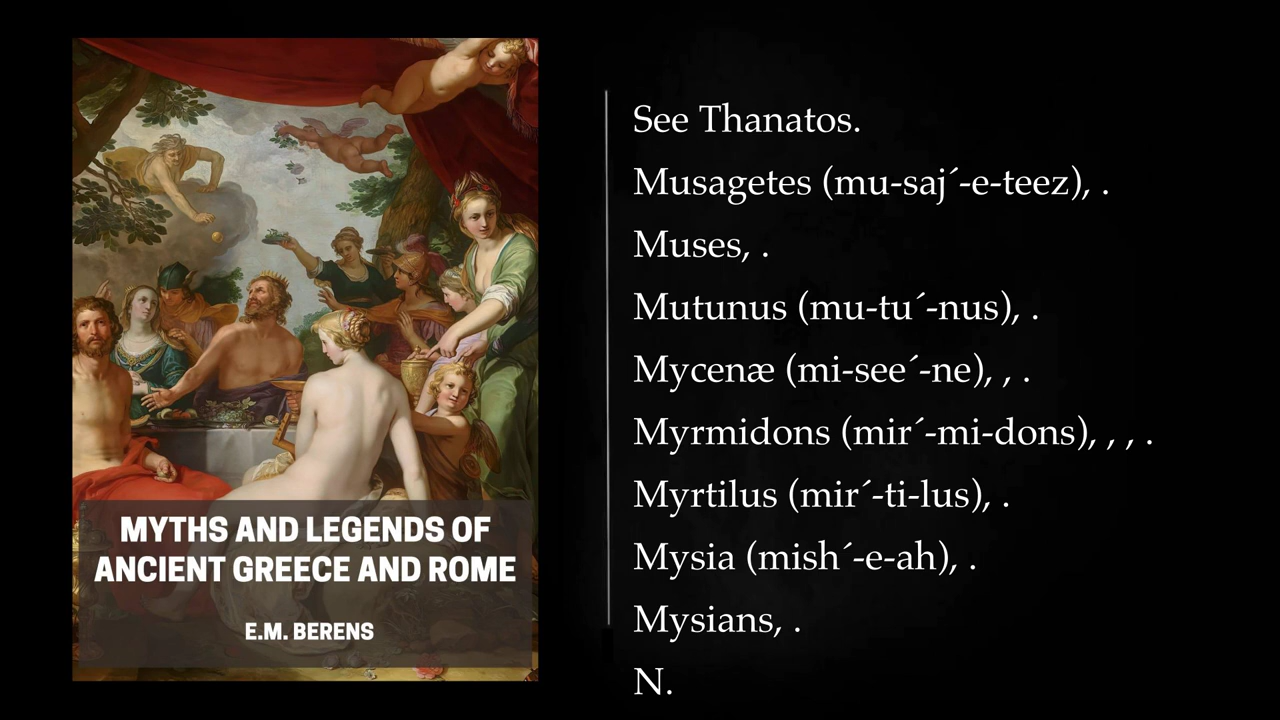 MYTHS AND LEGENDS OF
ANCIENT GREECE AND ROME
E.M. BERENS
See Thanatos.
Musagetes (mu-saj´-e-teez), .
Muses, .
Mutunus (mu-tu´-nus), .
Mycenæ (mi-see´-ne), , .
Myrmidons (mir´-mi-dons), , , .
Myrtilus (mir´-ti-lus), .
Mysia (mish´-e-ah), .
Mysians, .
N.